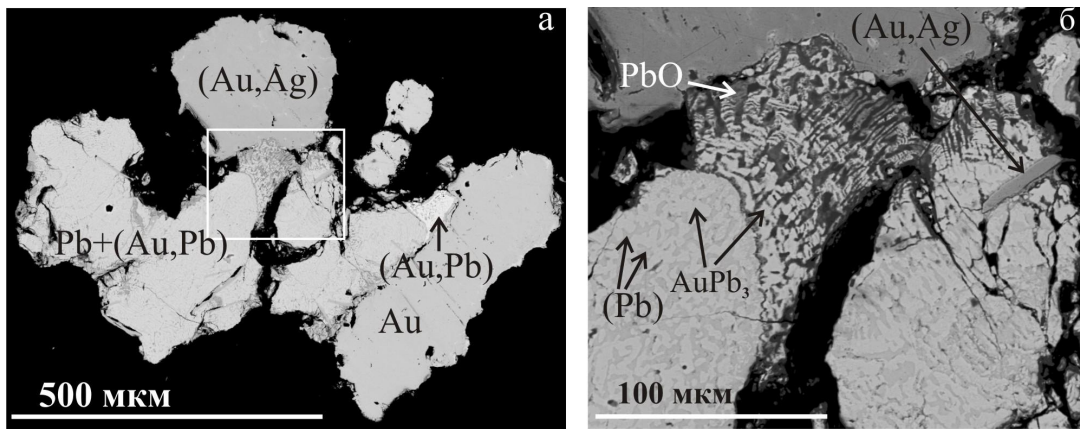 а
(Au,Ag)
Pb+(Au,Pb)
(Au,Pb)
Au
500 мкм
б
(Au,Ag)
PbO
AuPb₃
(Pb)
100 мкм